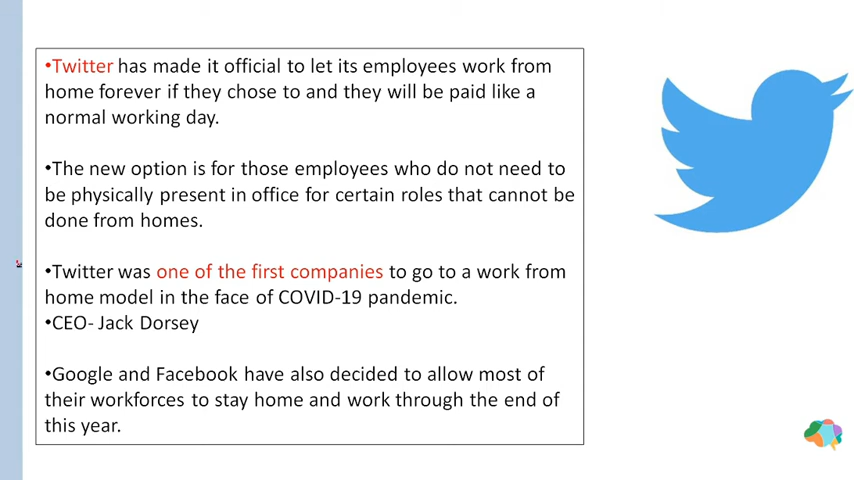 •Twitter has made it official to let its employees work from
home forever if they chose to and they will be paid like a
normal working day.
•The new option is for those employees who do not need to
be physically present in office for certain roles that cannot be
done from homes.
•Twitter was one of the first companies to go to a work from
home model in the face of COVID-19 pandemic.
•CEO- Jack Dorsey
•Google and Facebook have also decided to allow most of
their workforces to stay home and work through the end of
this year.